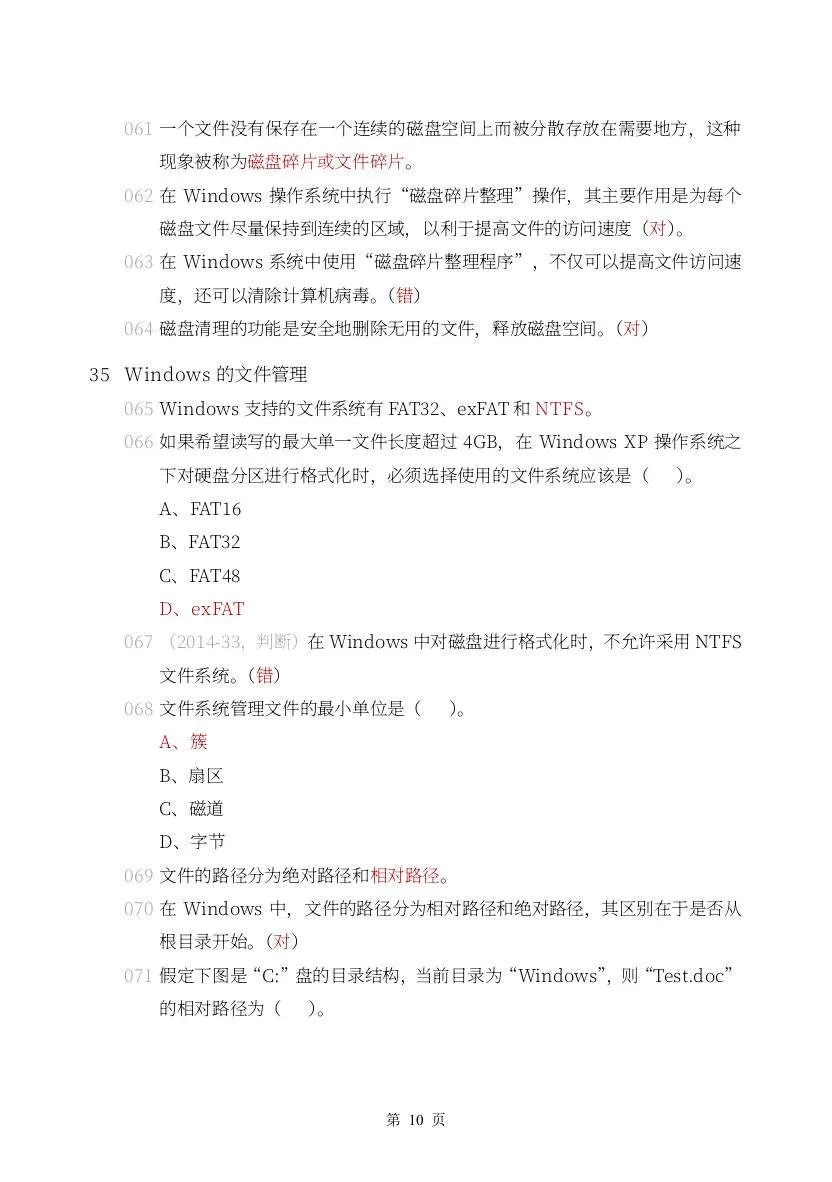 061 一个文件没有保存在一个连续的磁盘空间上而被分散存放在需要地方，这种
现象被称为磁盘碎片或文件碎片。
062 在 Windows 操作系统中执行“磁盘碎片整理”操作，其主要作用是为每个
磁盘文件尽量保持到连续的区域，以利于提高文件的访问速度（对）。
063 在 Windows 系统中使用“磁盘碎片整理程序”，不仅可以提高文件访问速
度，还可以清除计算机病毒。（错）
064 磁盘清理的功能是安全地删除无用的文件，释放磁盘空间。（对）
35 Windows 的文件管理
065 Windows 支持的文件系统有 FAT32、exFAT 和 NTFS。
066 如果希望读写的最大单一文件长度超过 4GB，在 Windows XP 操作系统之
下对硬盘分区进行格式化时，必须选择使用的文件系统应该是（  ）。
A、FAT16
B、FAT32
C、FAT48
D、exFAT
067 （2014-33，判断）在 Windows 中对磁盘进行格式化时，不允许采用 NTFS
文件系统。（错）
068 文件系统管理文件的最小单位是（  ）。
A、簇
B、扇区
C、磁道
D、字节
069 文件的路径分为绝对路径和相对路径。
070 在 Windows 中，文件的路径分为相对路径和绝对路径，其区别在于是否从
根目录开始。（对）
071 假定下图是“C:”盘的目录结构，当前目录为“Windows”，则“Test.doc”
的相对路径为（  ）。
第 10 页